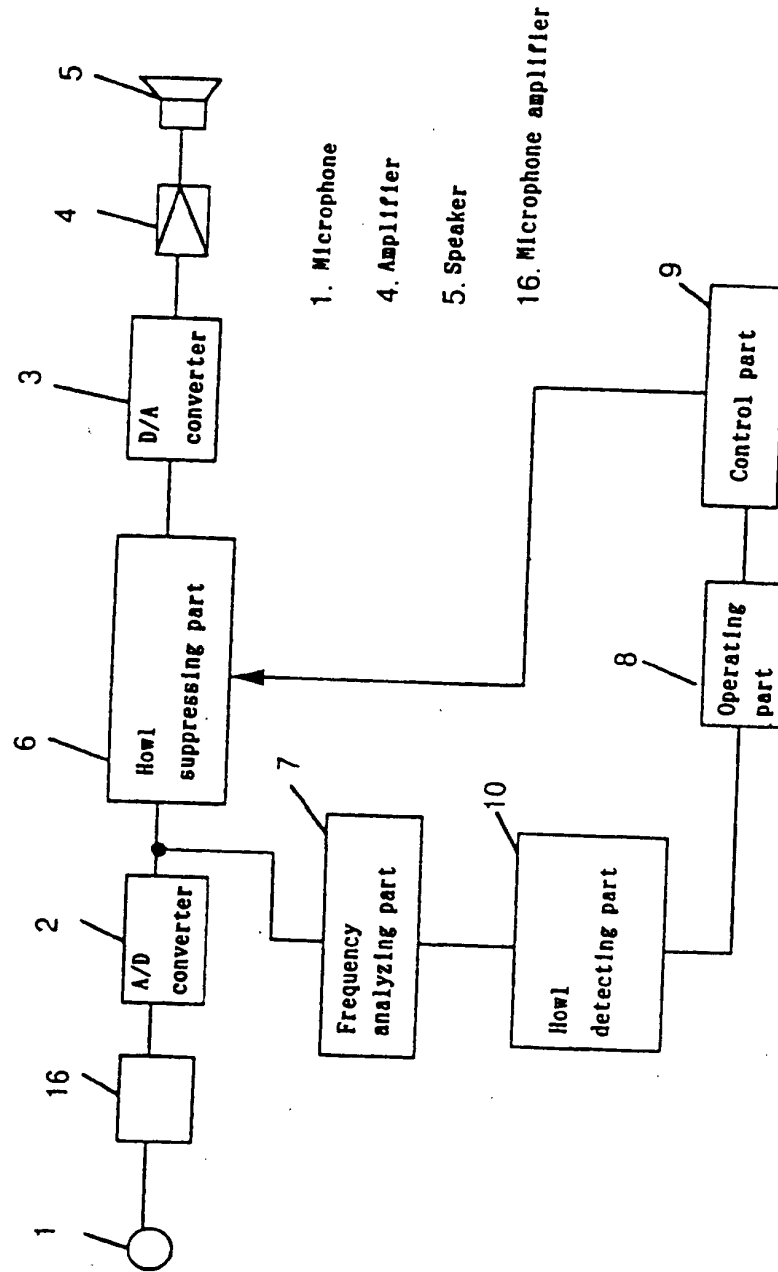 1
16
2
A/D
converter
6
Howl
suppressing part
3
D/A
converter
4
5
7
Frequency
analyzing part
10
Howl
detecting part
8
Operating
part
9
Control part
1. Microphone
4. Amplifier
5. Speaker
16. Microphone amplifier